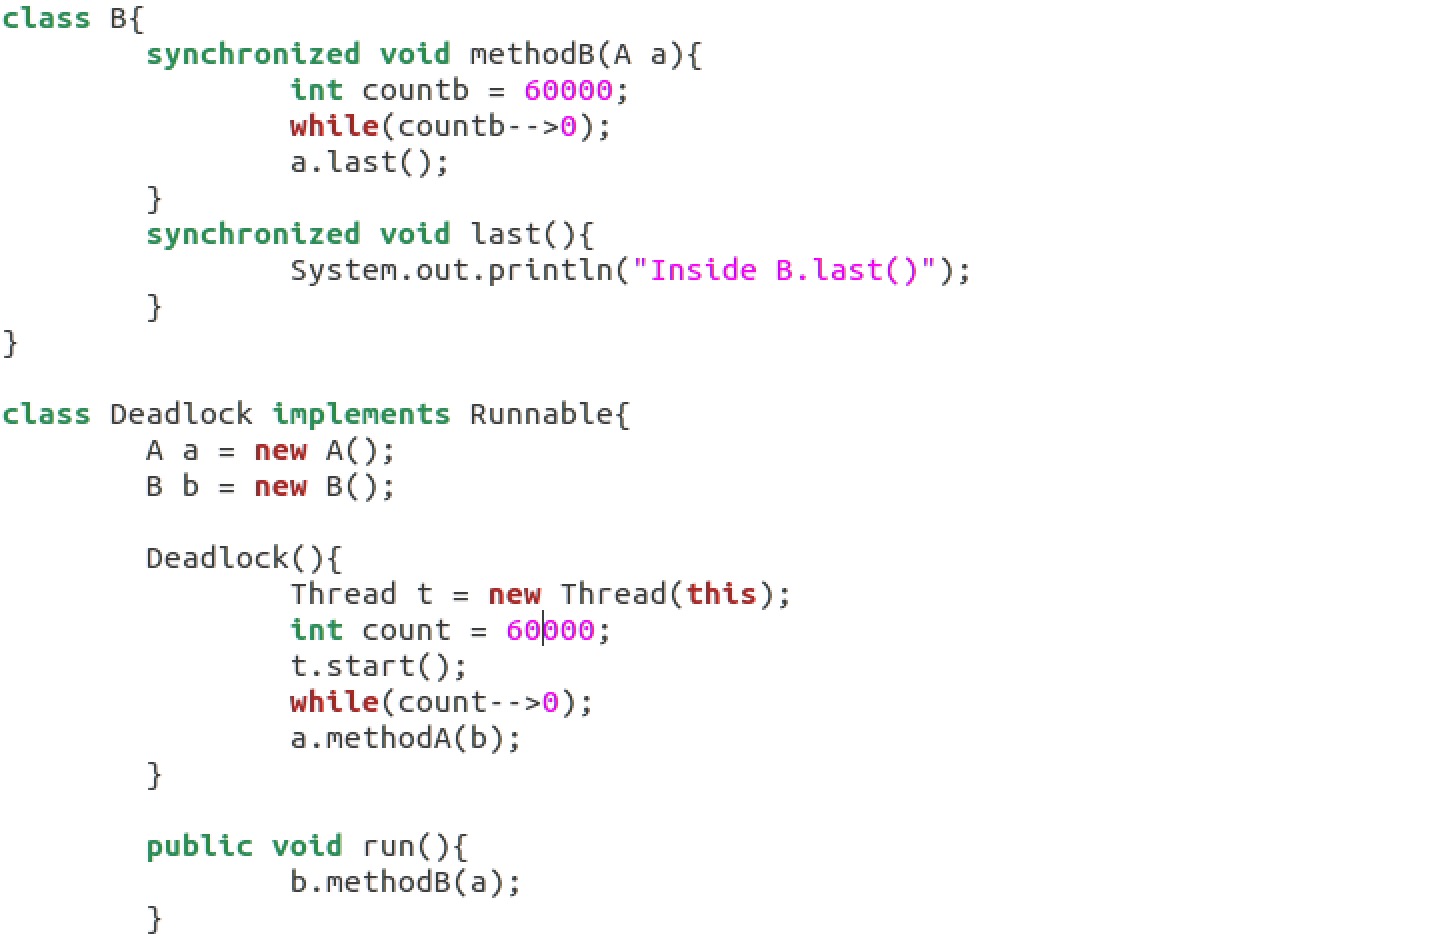 class B{
synchronized void methodB(A a){
int countb = 60000;
while(countb-->0);
a.last();
}
synchronized void last(){
System.out.println("Inside B.last()");
}
}
class Deadlock implements Runnable{
A a = new A();
B b = new B();
Deadlock(){
Thread t = new Thread(this);
int count = 60000;
t.start();
while(count-->0);
a.methodA(b);
}
public void run(){
b.methodB(a);
}